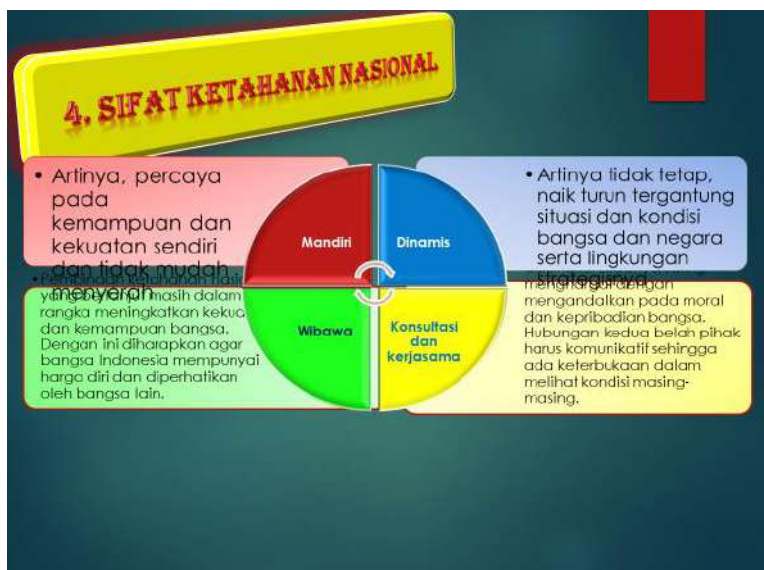 4. SIFAT KETAHANAN NASIONAL
• Artinya, percaya
pada
kemampuan dan
kekuatan sendiri
dan tidak mudah
menyerah
Mandiri
Dinamis
• Artinya tidak tetap,
naik turun tergantung
situasi dan kondisi
bangsa dan negara
serta lingkungan
strategisnya
masih dalam
rangka meningkatkan
dan kemampuan bangsa.
Dengan ini diharapkan agar
bangsa Indonesia mempunyai
harga diri dan diperhatikan
oleh bangsa lain.
Wibawa
Konsultasi
dan
kerjasama
dengan
mengandalkan pada moral
dan kepribadian bangsa.
Hubungan kedua belah pihak
harus komunikatif sehingga
ada keterbukaan dalam
melihat kondisi masing-
masing.